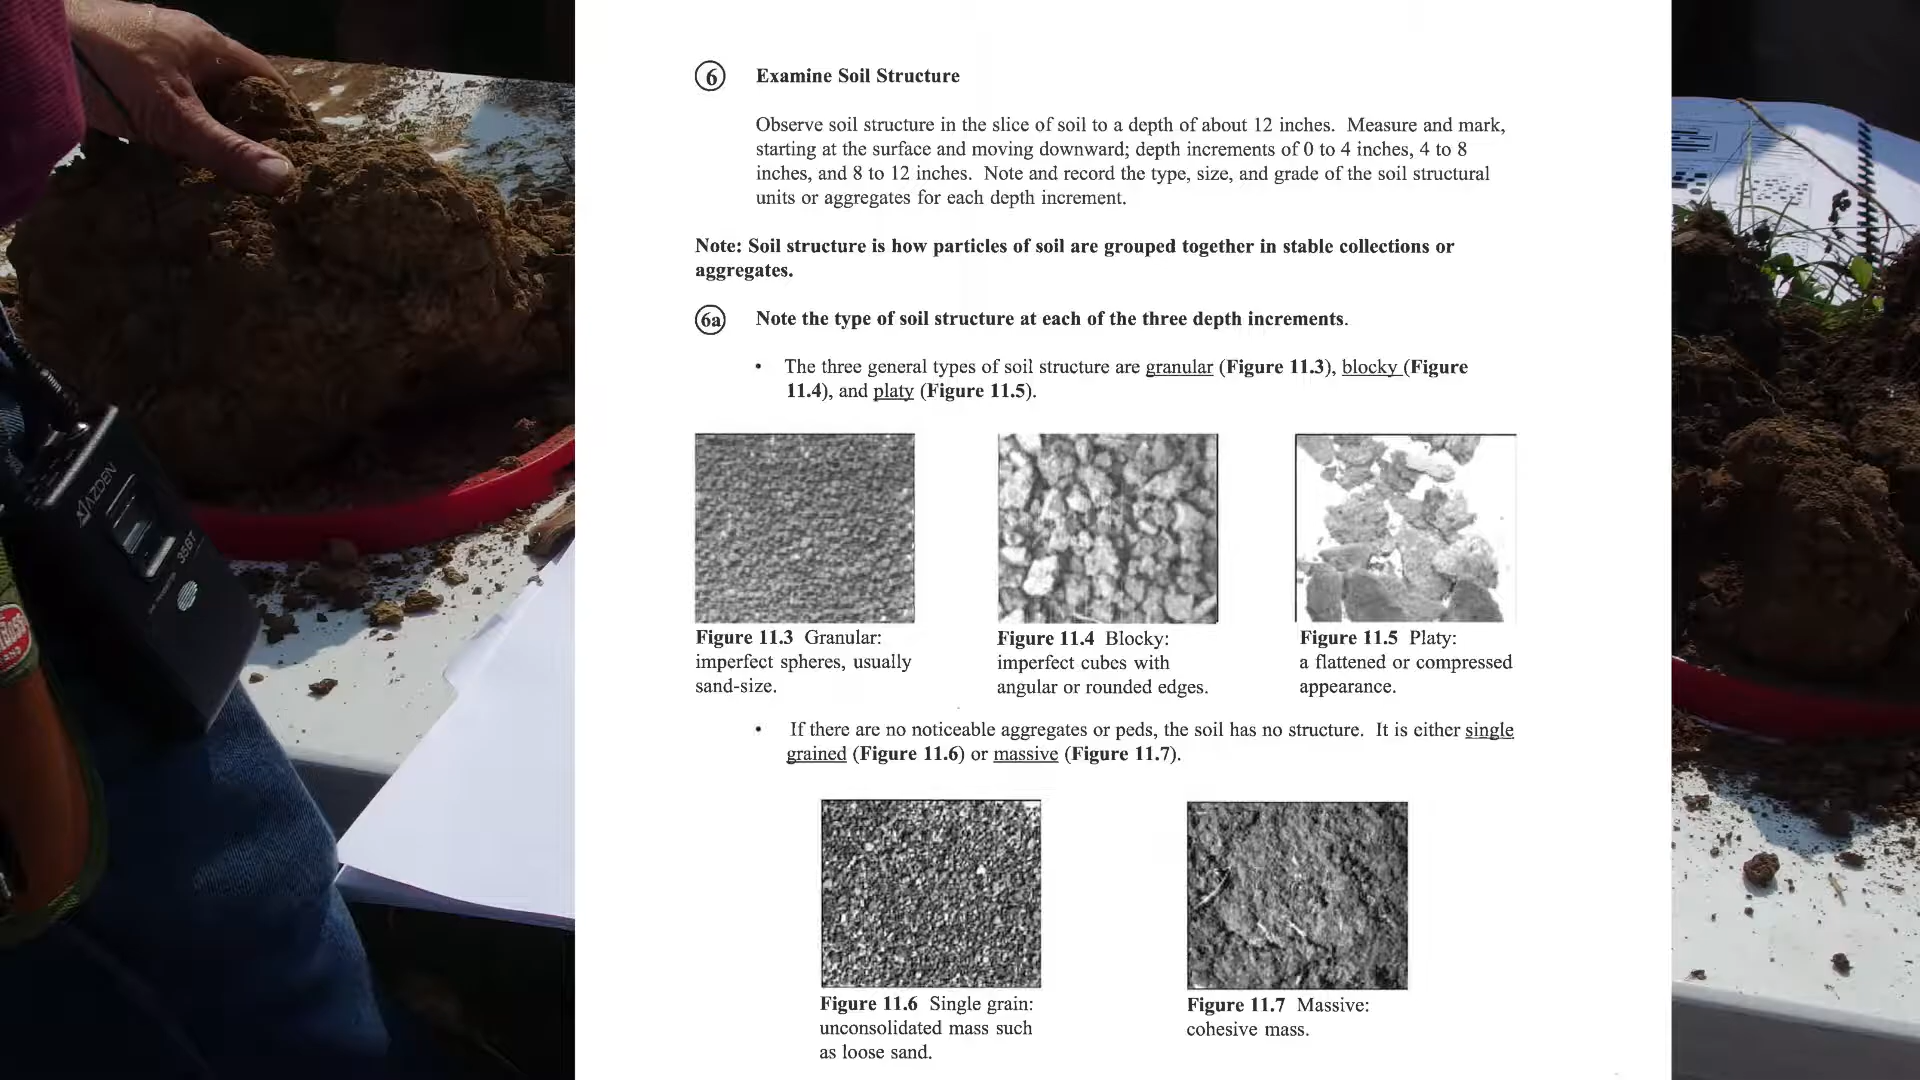 6 Examine Soil Structure
Observe soil structure in the slice of soil to a depth of about 12 inches. Measure and mark,
starting at the surface and moving downward; depth increments of 0 to 4 inches, 4 to 8
inches, and 8 to 12 inches. Note and record the type, size, and grade of the soil structural
units or aggregates for each depth increment.
Note: Soil structure is how particles of soil are grouped together in stable collections or
aggregates.
6a Note the type of soil structure at each of the three depth increments.
• The three general types of soil structure are granular (Figure 11.3), blocky (Figure
11.4), and platy (Figure 11.5).
Figure 11.3 Granular:
imperfect spheres, usually
sand-size.
Figure 11.4 Blocky:
imperfect cubes with
angular or rounded edges.
Figure 11.5 Platy:
a flattened or compressed
appearance.
• If there are no noticeable aggregates or peds, the soil has no structure. It is either single
grained (Figure 11.6) or massive (Figure 11.7).
Figure 11.6 Single grain:
unconsolidated mass such
as loose sand.
Figure 11.7 Massive:
cohesive mass.
AZDEN
35BT